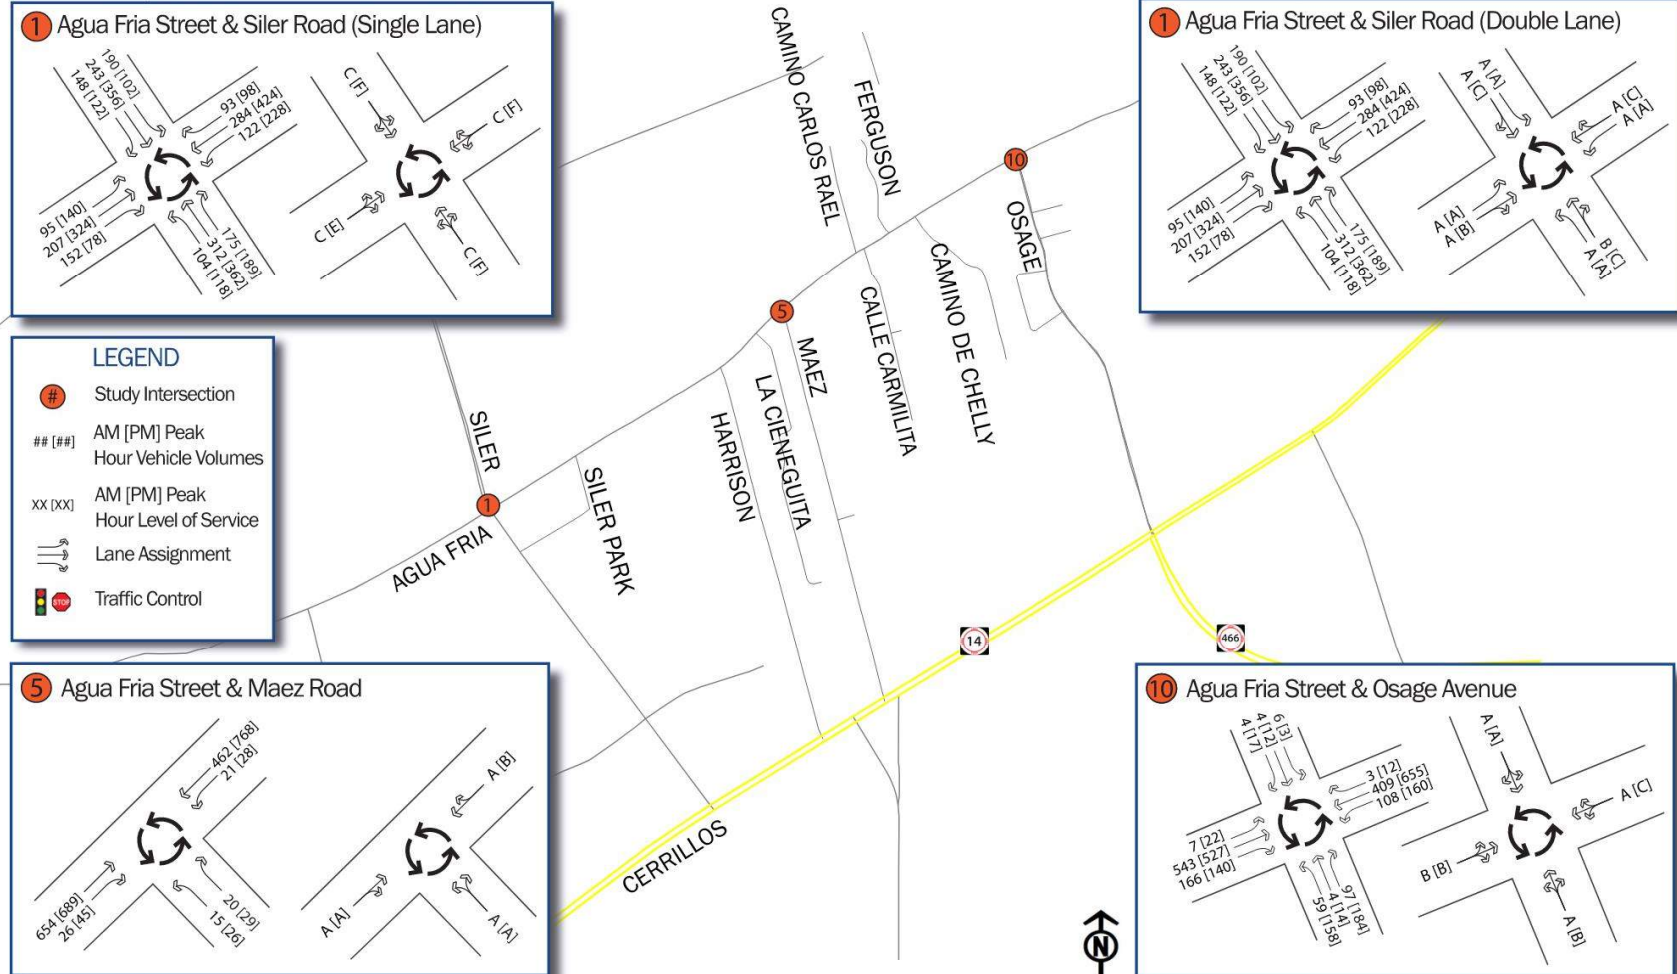 1 Agua Fria Street & Siler Road (Single Lane)
190 [102]
243 [356]
148 [122]
93 [98]
284 [424]
122 [228]
95 [140]
207 [324]
152 [78]
175 [189]
312 [362]
104 [118]
C [F]
C [F]
C [E]
C [F]
1 Agua Fria Street & Siler Road (Double Lane)
190 [102]
243 [356]
148 [122]
93 [98]
284 [424]
122 [228]
95 [140]
207 [324]
152 [78]
175 [189]
312 [362]
104 [118]
A [A]
A [C]
A [C]
A [A]
A [A]
A [B]
B [C]
A [A]
LEGEND
# Study Intersection
## [##] AM [PM] Peak
Hour Vehicle Volumes
XX [XX] AM [PM] Peak
Hour Level of Service
Lane Assignment
STOP Traffic Control
CAMINO CARLOS RAEL
FERGUSON
10
OSAGE
CAMINO DE CHELLY
5
MAEZ
CALLE CARMILITA
LA CIENEGUITA
HARRISON
SILER
1
SILER PARK
AGUA FRIA
14
466
CERRILLOS
N
5 Agua Fria Street & Maez Road
462 [768]
21 [28]
654 [689]
26 [45]
20 [29]
15 [26]
A [B]
A [A]
A [A]
10 Agua Fria Street & Osage Avenue
6 [3]
4 [12]
4 [17]
3 [12]
409 [655]
108 [160]
7 [22]
543 [527]
166 [140]
97 [184]
4 [14]
59 [158]
A [A]
A [C]
B [B]
A [B]